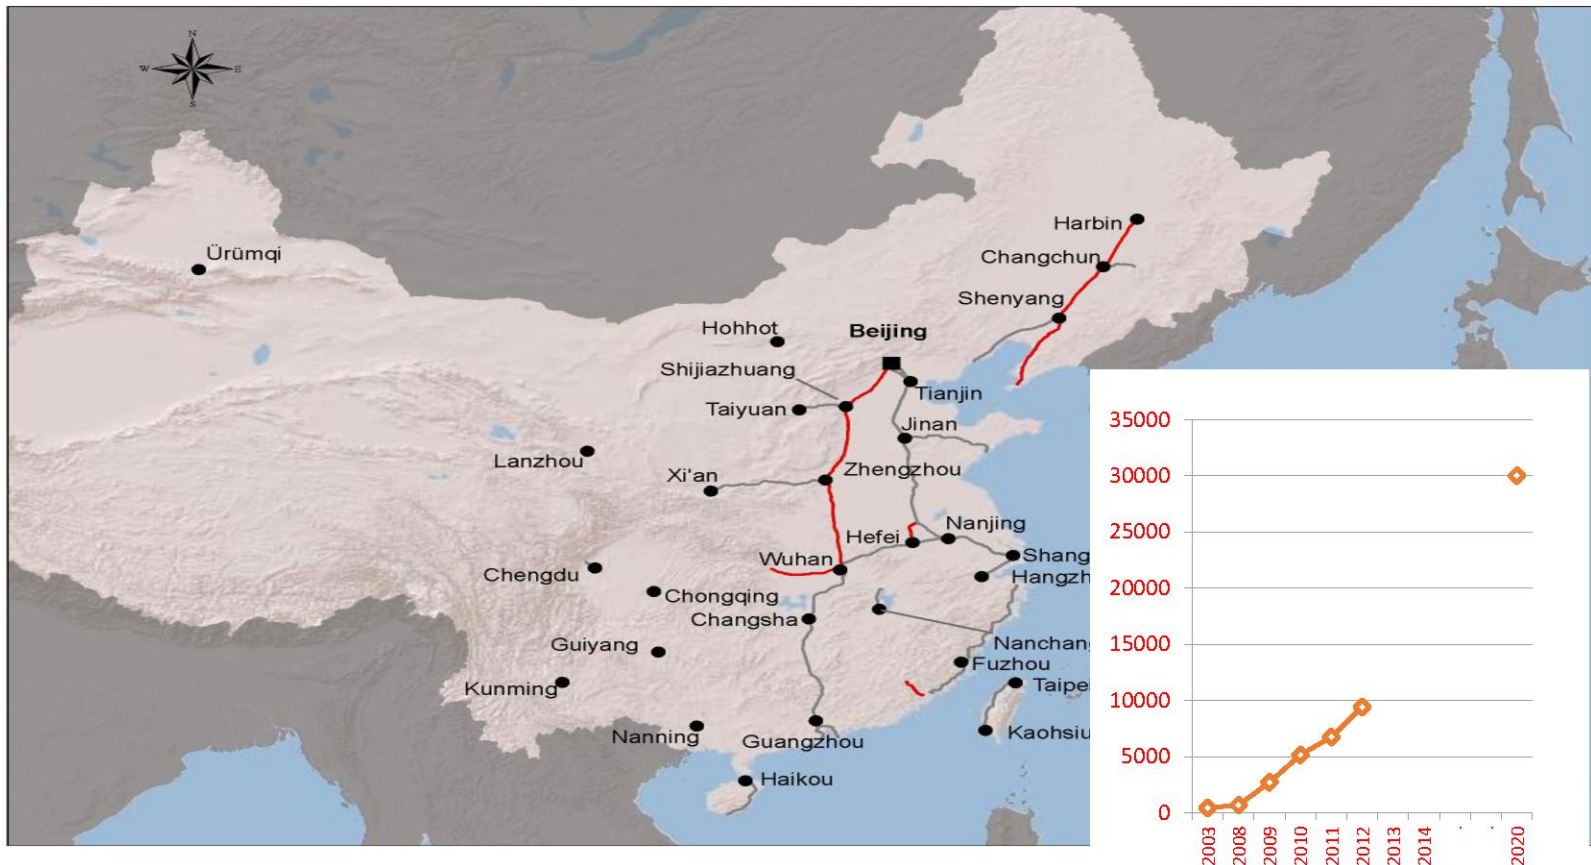 N
W E
S
Harbin
Changchun
Ürümqi
Shenyang
Hohhot
Beijing
Shijiazhuang
Tianjin
Taiyuan
Jinan
Lanzhou
Xi'an
Zhengzhou
Hefei
Nanjing
Wuhan
Shang
Chengdu
Hangzh
Chongqing
Changsha
Guiyang
Nanchang
Fuzhou
Kunming
Taipe
Nanning
Guangzhou
Kaohsiu
Haikou
35000
30000
25000
20000
15000
10000
5000
0
2003
2008
2009
2010
2011
2012
2013
2014
.
.
2020